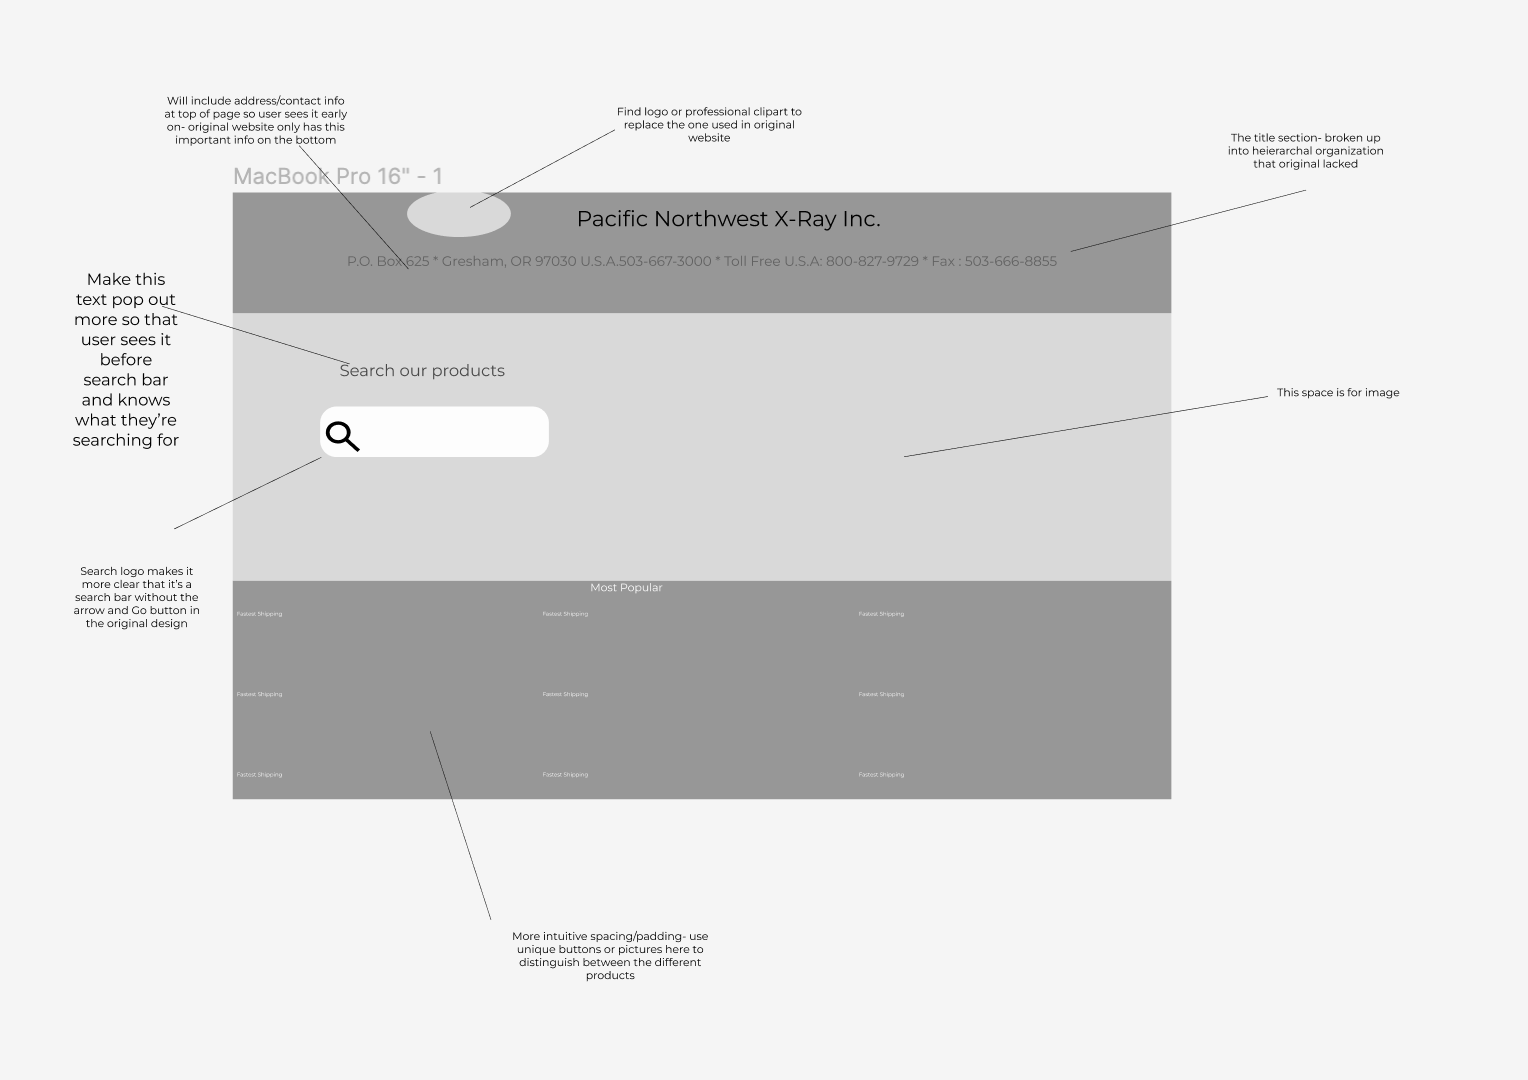 Will include address/contact info
at top of page so user sees it early
on- original website only has this
important info on the bottom
Find logo or professional clipart to
replace the one used in original
website
The title section- broken up
into heierarchal organization
that original lacked
MacBook Pro 16" - 1
Pacific Northwest X-Ray Inc.
P.O. Box 625 * Gresham, OR 97030 U.S.A.503-667-3000 * Toll Free U.S.A: 800-827-9729 * Fax : 503-666-8855
Make this
text pop out
more so that
user sees it
before
search bar
and knows
what they’re
searching for
Search our products
This space is for image
Search logo makes it
more clear that it’s a
search bar without the
arrow and Go button in
the original design
Most Popular
Fastest Shipping
Fastest Shipping
Fastest Shipping
Fastest Shipping
Fastest Shipping
Fastest Shipping
Fastest Shipping
Fastest Shipping
Fastest Shipping
More intuitive spacing/padding- use
unique buttons or pictures here to
distinguish between the different
products